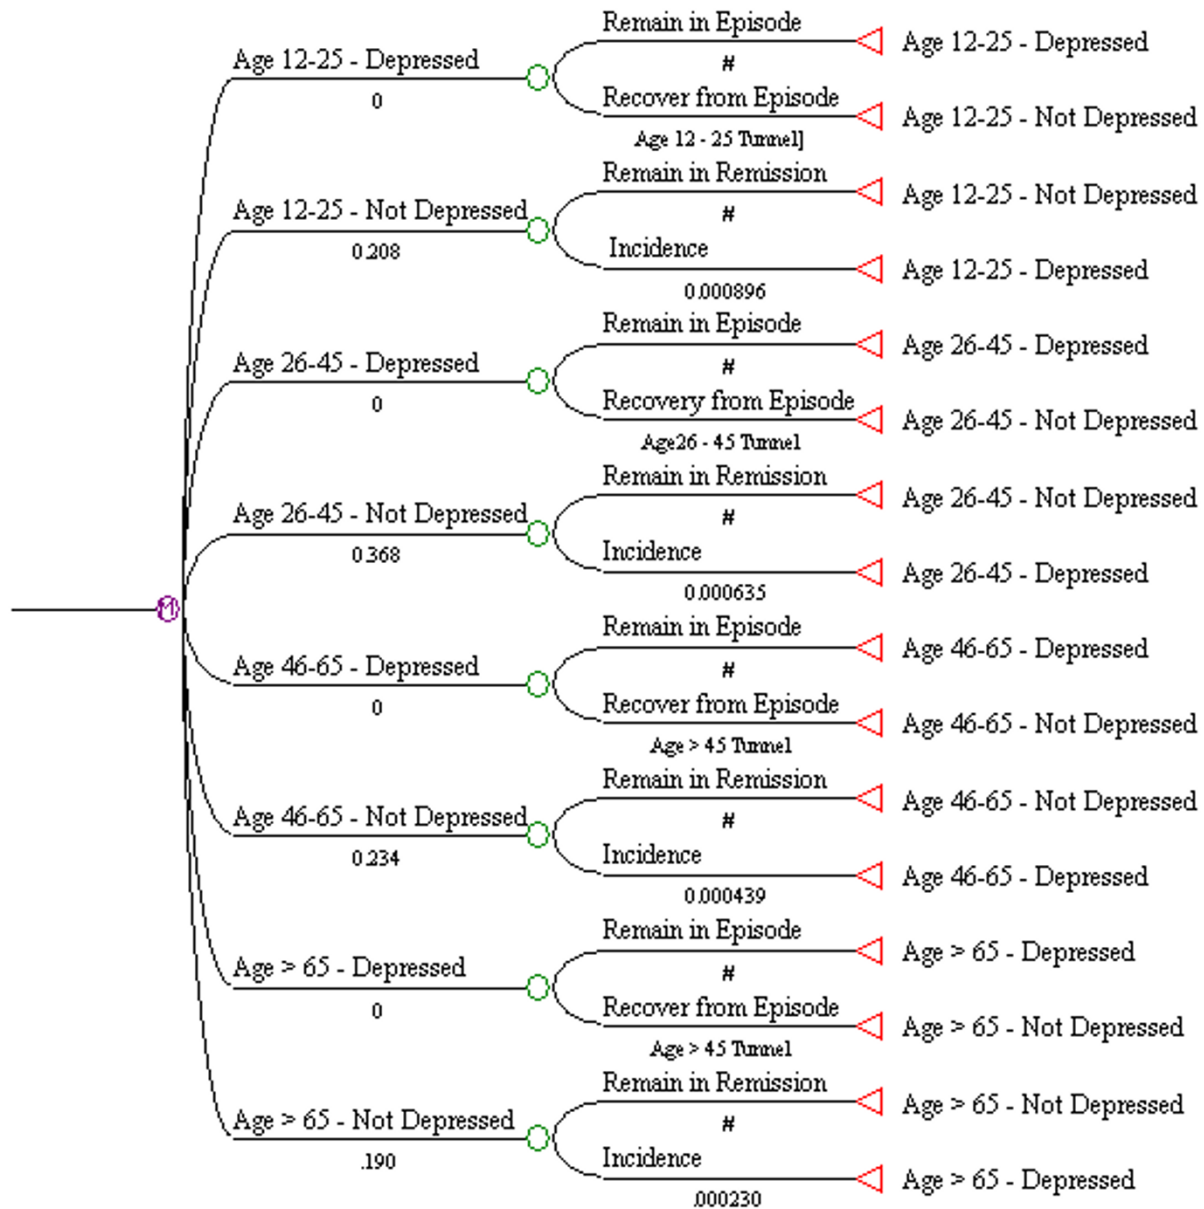 Remain in Episode
Age 12-25 - Depressed
Age 12-25 - Depressed
#
0
Recover from Episode
Age 12-25 - Not Depressed
Age 12 - 25 Tunnel]
Remain in Remission
Age 12-25 - Not Depressed
Age 12-25 - Not Depressed
#
0.208
Incidence
Age 12-25 - Depressed
0.000896
Remain in Episode
Age 26-45 - Depressed
Age 26-45 - Depressed
#
0
Recovery from Episode
Age 26-45 - Not Depressed
Age26 - 45 Tunnel
Remain in Remission
Age 26-45 - Not Depressed
Age 26-45 - Not Depressed
#
0.368
Incidence
Age 26-45 - Depressed
0.000635
M
Remain in Episode
Age 46-65 - Depressed
Age 46-65 - Depressed
#
0
Recover from Episode
Age 46-65 - Not Depressed
Age > 45 Tunnel
Remain in Remission
Age 46-65 - Not Depressed
Age 46-65 - Not Depressed
#
0.234
Incidence
Age 46-65 - Depressed
0.000439
Remain in Episode
Age > 65 - Depressed
Age > 65 - Depressed
#
0
Recover from Episode
Age > 65 - Not Depressed
Age > 45 Tunnel
Remain in Remission
Age > 65 - Not Depressed
Age > 65 - Not Depressed
#
.190
Incidence
Age > 65 - Depressed
.000230